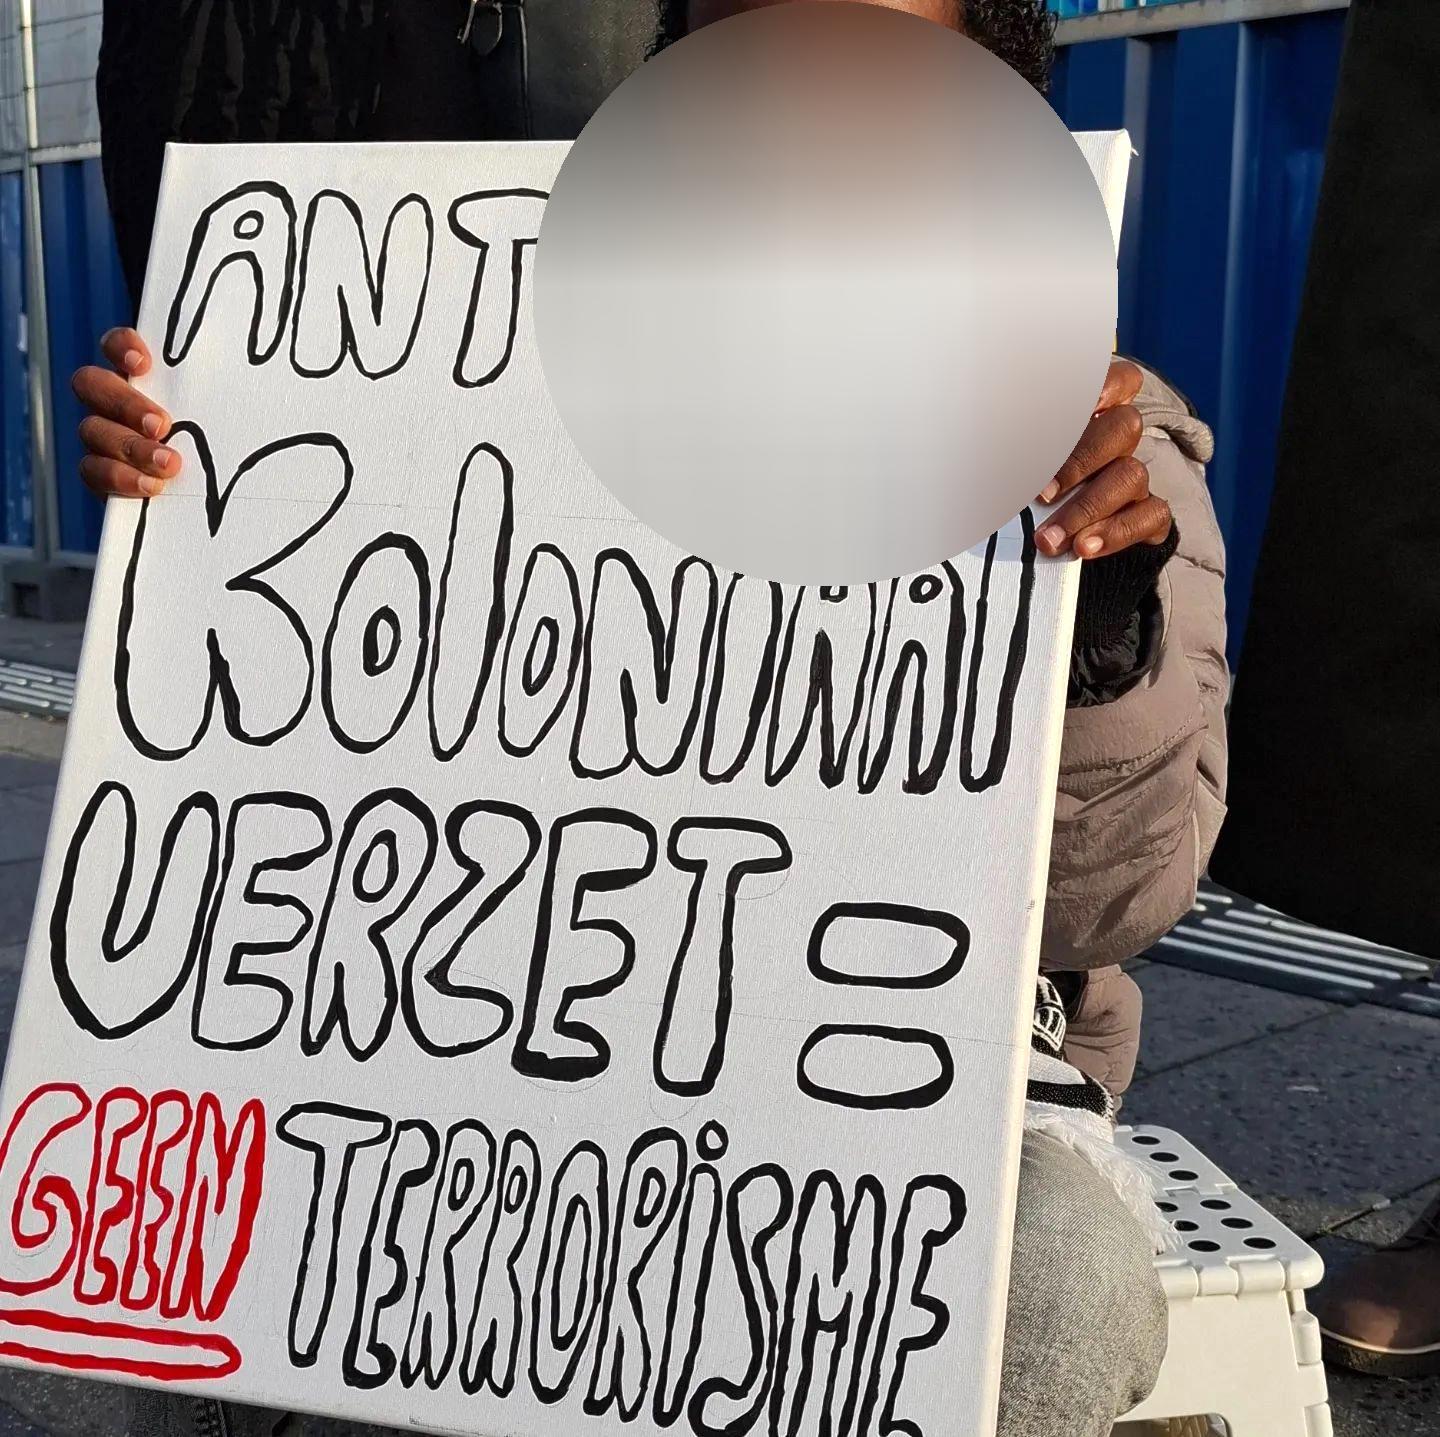 ANT
KOlONIAAl
VERZET =
GEEN TERRORiSME